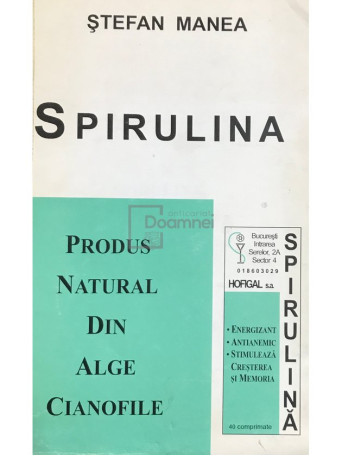 ŞTEFAN MANEA
SPIRULINA
PRODUS
NATURAL
DIN
ALGE
CIANOFILE
Bucureşti
Intrarea
Serelor, 2A
Sector 4
018603029
HOFIGAL s.a.
• ENERGIZANT
• ANTIANEMIC
• STIMULEAZĂ
CREŞTEREA
ŞI MEMORIA
40 comprimate
SPIRULINĂ
Doamnei